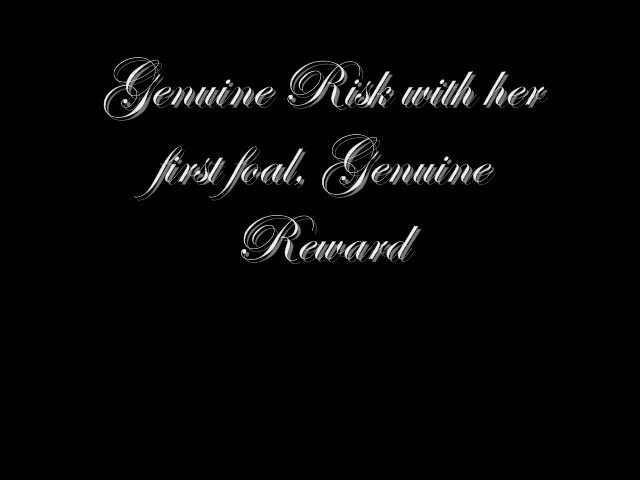 Genuine Risk with her
first foal, Genuine
Reward